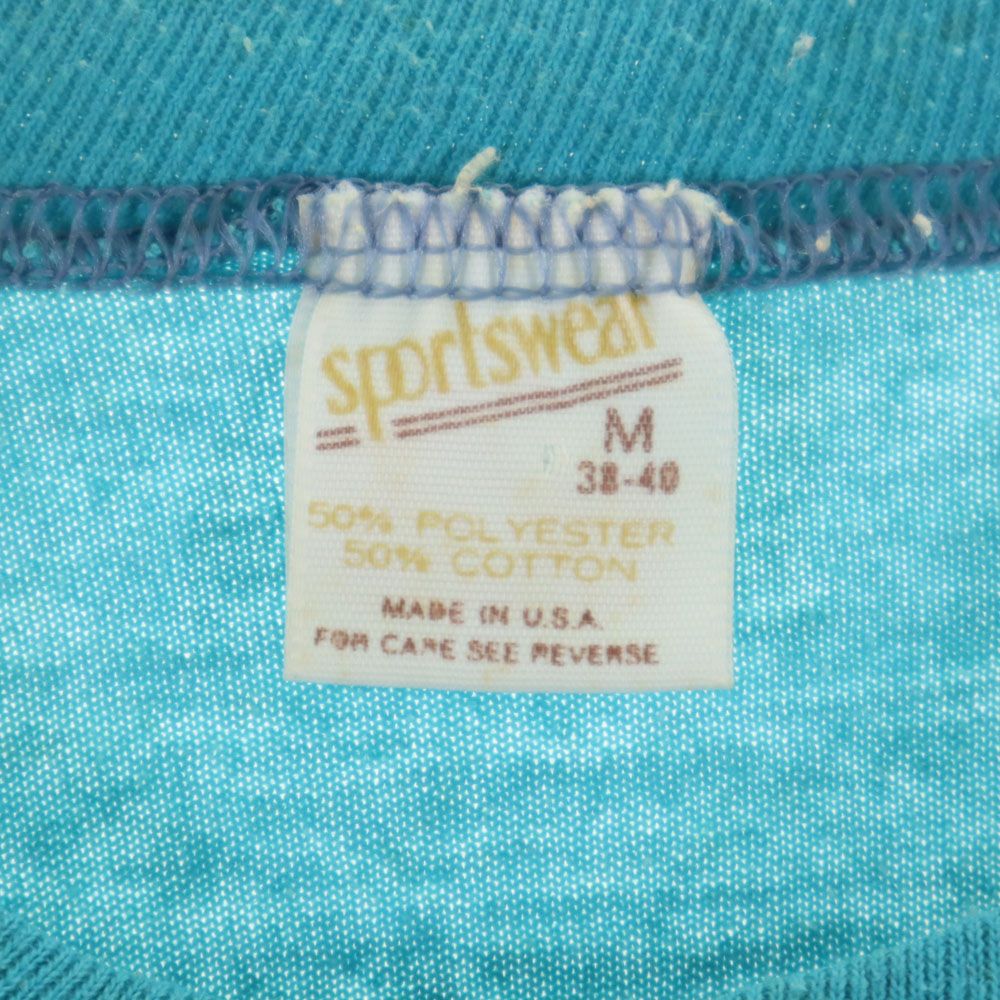 sportswear
M
38-40
50% POLYESTER
50% COTTON
MADE IN U.S.A.
FOR CARE SEE REVERSE